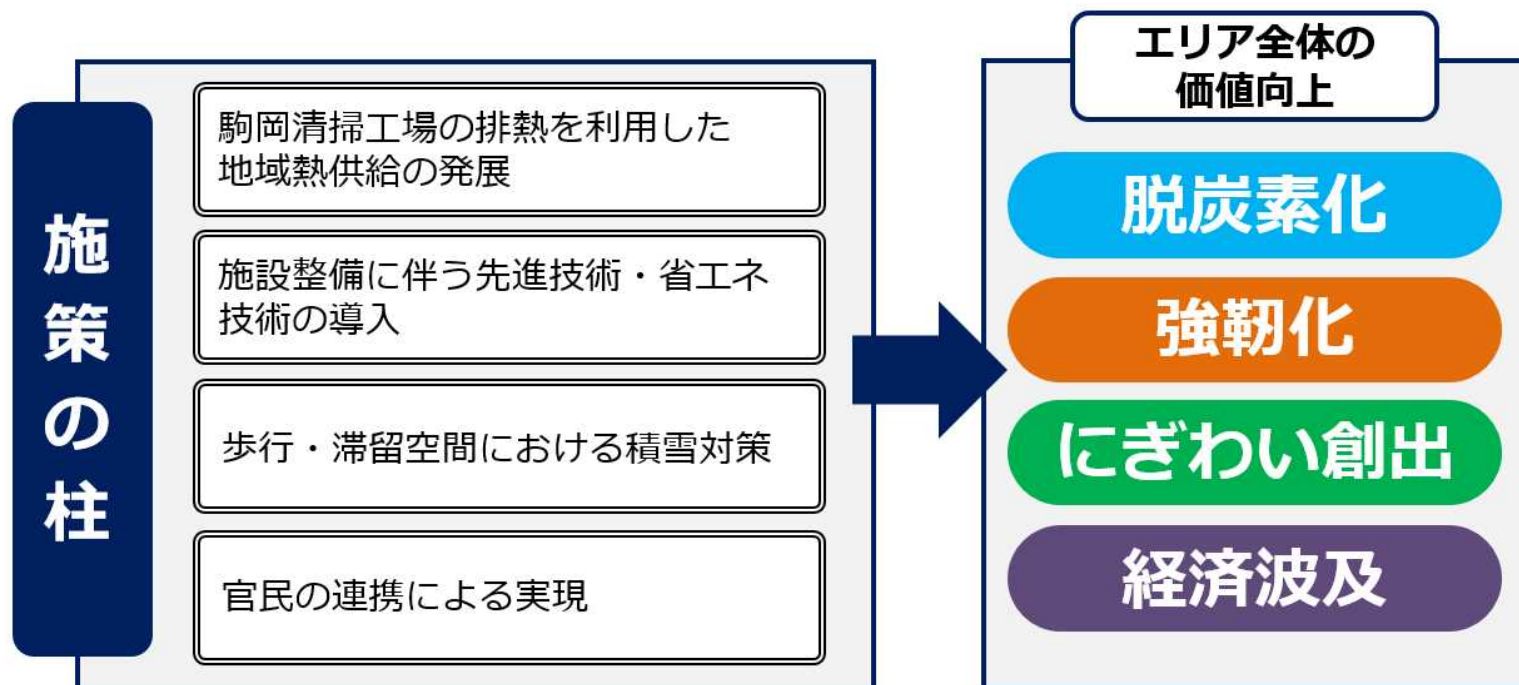 施策の柱
駒岡清掃工場の排熱を利用した
地域熱供給の発展
施設整備に伴う先進技術・省エネ
技術の導入
歩行・滞留空間における積雪対策
官民の連携による実現
エリア全体の
価値向上
脱炭素化
強靭化
にぎわい創出
経済波及